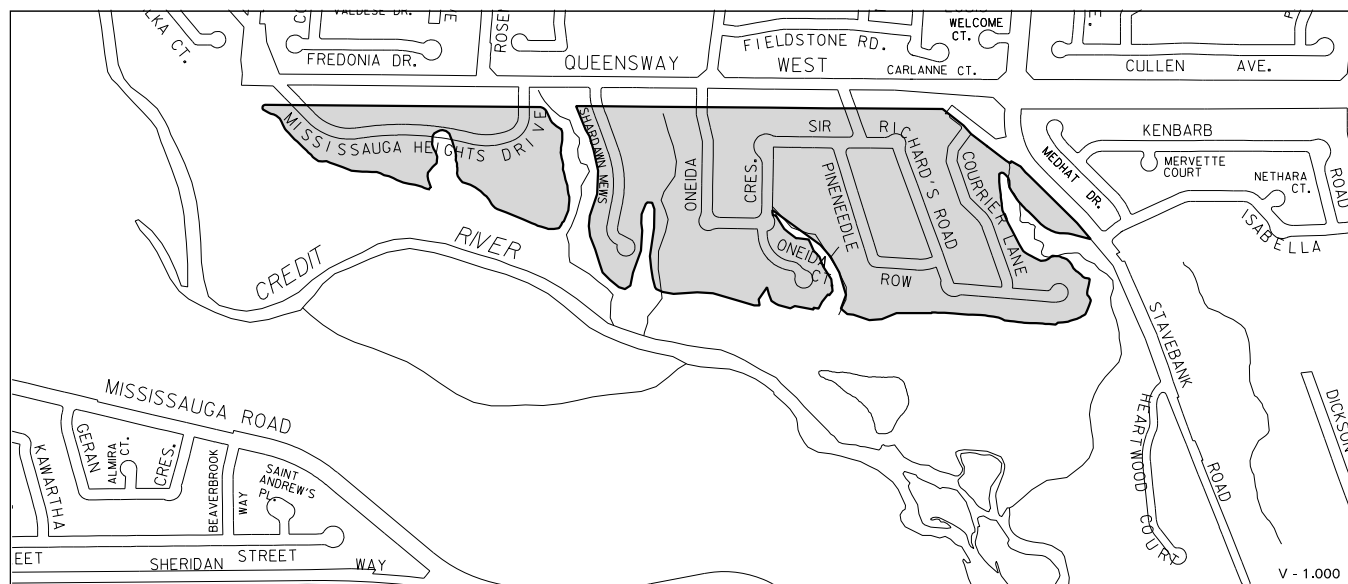 VALDESE DR.
FREDONIA DR.
QUEENSWAY WEST
FIELDSTONE RD.
CARLANNE CT.
WELCOME
CT.
CULLEN AVE.
MISSISSAUGA HEIGHTS DRIVE
SHARDAWN MEWS
ONEIDA CRES.
SIR RICHARD'S ROAD
PINENEEDLE ROW
COURRIER LANE
ONEIDA
CT.
MEDHAT DR.
KENBARB ROAD
MERVETTE
COURT
NETHARA
CT.
ISABELLA
CREDIT RIVER
STAVEBANK ROAD
HEARTWOOD COURT
DICKSON
MISSISSAUGA ROAD
KAWARTHA
GERAN CRES.
ALMIRA
CT.
BEAVERBROOK WAY
SAINT
ANDREW'S
PL.
EET
STREET
SHERIDAN WAY
V - 1.000